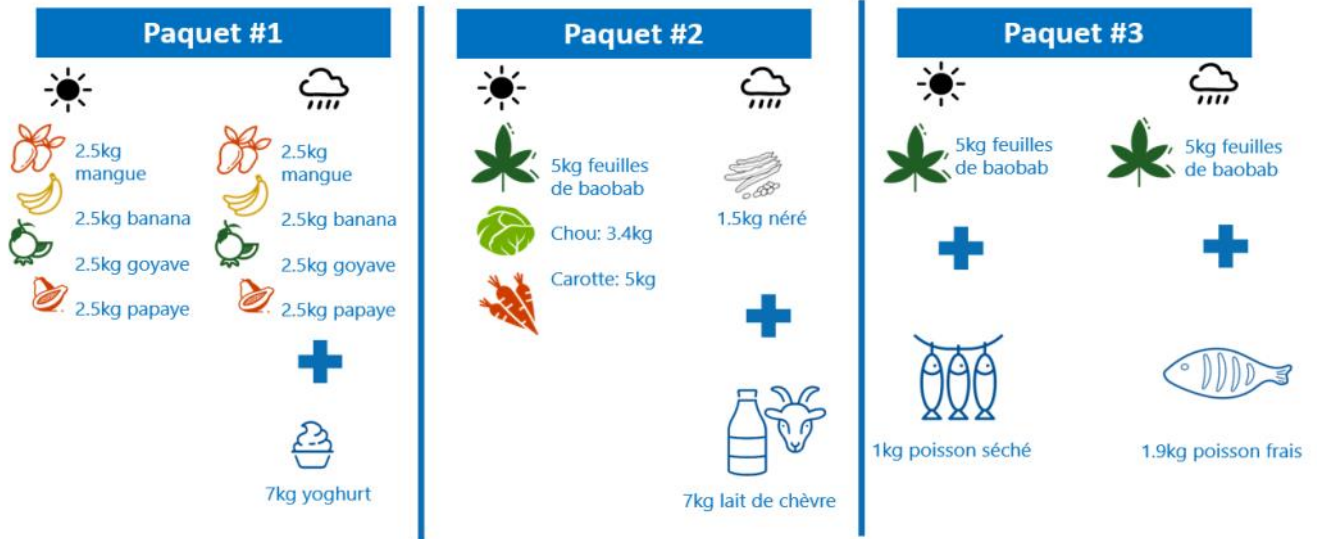 Paquet #1
2.5kg
mangue
2.5kg banana
2.5kg goyave
2.5kg papaye
2.5kg
mangue
2.5kg banana
2.5kg goyave
2.5kg papaye
7kg yoghurt
Paquet #2
5kg feuilles
de baobab
Chou: 3.4kg
Carotte: 5kg
1.5kg néré
7kg lait de chèvre
Paquet #3
5kg feuilles
de baobab
1kg poisson séché
5kg feuilles
de baobab
1.9kg poisson frais